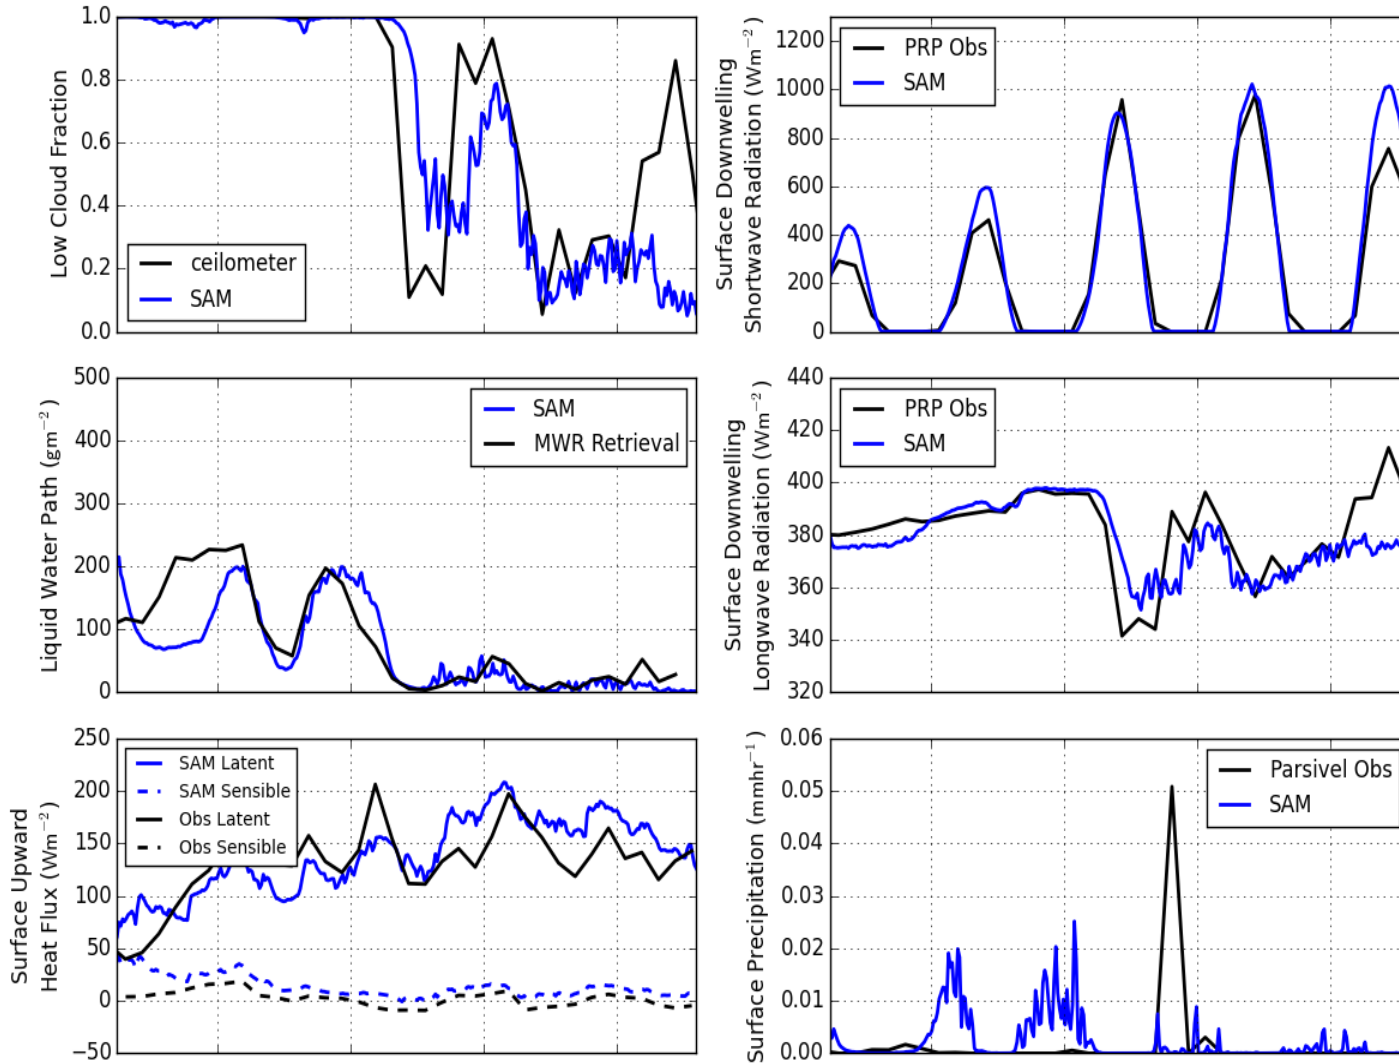 Low Cloud Fraction
1.0
0.8
0.6
0.4
0.2
0.0
ceilometer
SAM
Surface Downwelling
Shortwave Radiation (Wm⁻²)
1200
1000
800
600
400
200
0
PRP Obs
SAM
Liquid Water Path (gm⁻²)
500
400
300
200
100
0
SAM
MWR Retrieval
Surface Downwelling
Longwave Radiation (Wm⁻²)
440
420
400
380
360
340
320
PRP Obs
SAM
Surface Upward
Heat Flux (Wm⁻²)
250
200
150
100
50
0
−50
SAM Latent
SAM Sensible
Obs Latent
Obs Sensible
Surface Precipitation (mmhr⁻¹)
0.06
0.05
0.04
0.03
0.02
0.01
0.00
Parsivel Obs
SAM